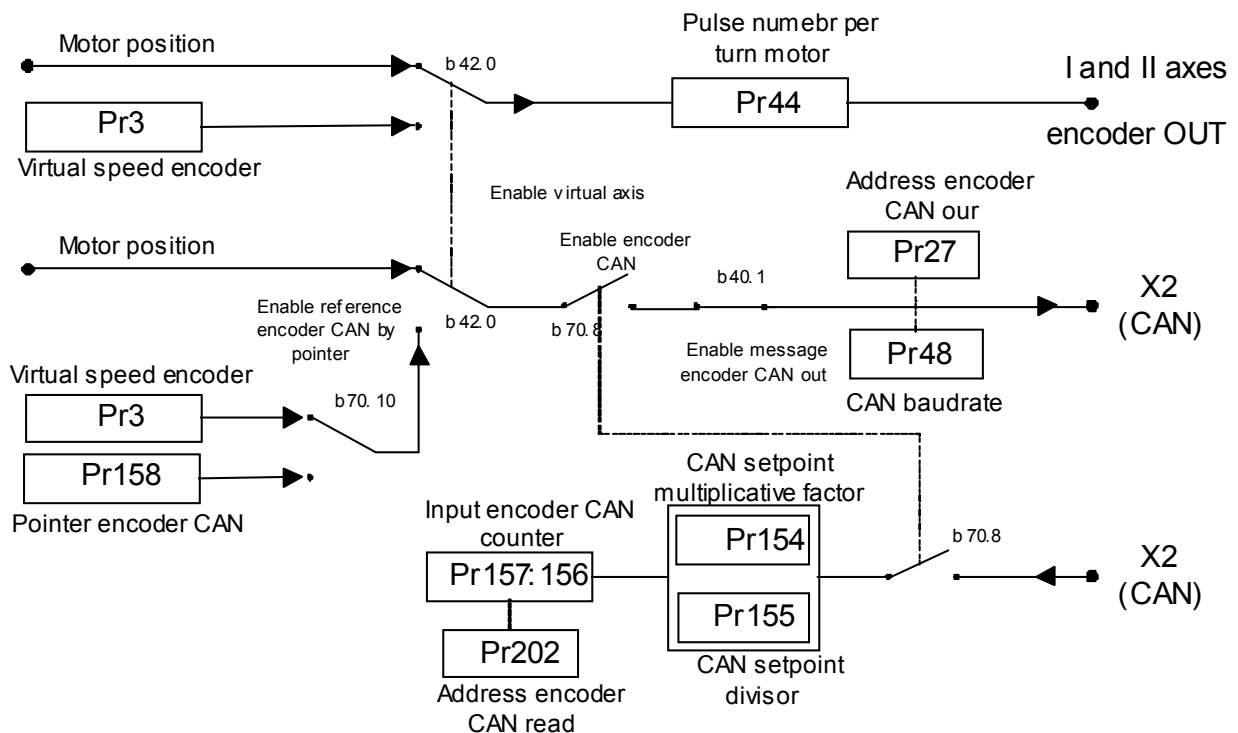 Motor position
b42.0
Pulse numebr per
turn motor
Pr44
I and II axes
encoder OUT
Pr3
Virtual speed encoder
Enable virtual axis
Motor position
b42.0
Enable encoder
CAN
b70.8
b40.1
Address encoder
CAN our
Pr27
X2
(CAN)
Enable reference
encoder CAN by
pointer
Enable message
encoder CAN out
Pr48
CAN baudrate
Virtual speed encoder
Pr3
b70.10
Pr158
Pointer encoder CAN
CAN setpoint
multiplicative factor
Input encoder CAN
counter
Pr157:156
Pr154
Pr155
b70.8
X2
(CAN)
Pr202
Address encoder
CAN read
CAN setpoint
divisor